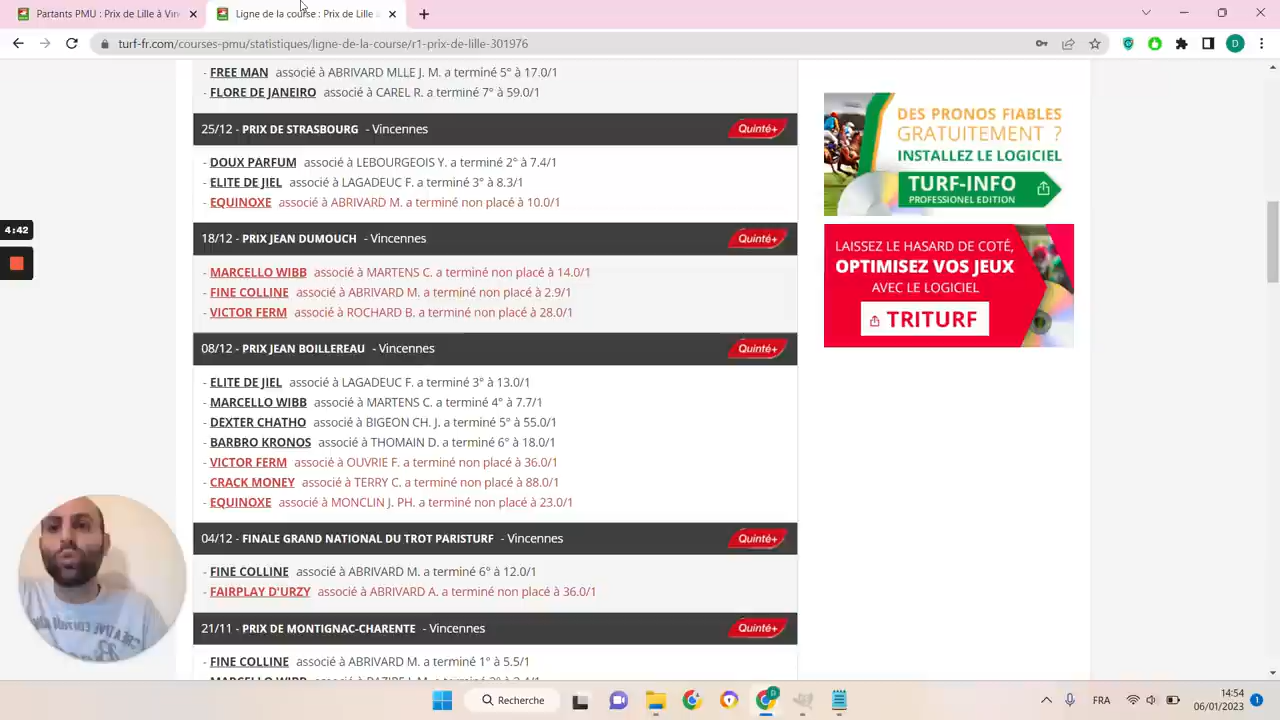 Partants PMU : Prix de Lille à Vin
Ligne de la course : Prix de Lille
turf-fr.com/courses-pmu/statistiques/ligne-de-la-course/r1-prix-de-lille-301976
- FREE MAN associé à ABRIVARD MLLE J. M. a terminé 5° à 17.0/1
- FLORE DE JANEIRO associé à CAREL R. a terminé 7° à 59.0/1
25/12 - PRIX DE STRASBOURG - Vincennes Quinté+
- DOUX PARFUM associé à LEBOURGEOIS Y. a terminé 2° à 7.4/1
- ELITE DE JIEL associé à LAGADEUC F. a terminé 3° à 8.3/1
- EQUINOXE associé à ABRIVARD M. a terminé non placé à 10.0/1
18/12 - PRIX JEAN DUMOUCH - Vincennes Quinté+
- MARCELLO WIBB associé à MARTENS C. a terminé non placé à 14.0/1
- FINE COLLINE associé à ABRIVARD M. a terminé non placé à 2.9/1
- VICTOR FERM associé à ROCHARD B. a terminé non placé à 28.0/1
08/12 - PRIX JEAN BOILLEREAU - Vincennes Quinté+
- ELITE DE JIEL associé à LAGADEUC F. a terminé 3° à 13.0/1
- MARCELLO WIBB associé à MARTENS C. a terminé 4° à 7.7/1
- DEXTER CHATHO associé à BIGEON CH. J. a terminé 5° à 55.0/1
- BARBRO KRONOS associé à THOMAIN D. a terminé 6° à 18.0/1
- VICTOR FERM associé à OUVRIE F. a terminé non placé à 36.0/1
- CRACK MONEY associé à TERRY C. a terminé non placé à 88.0/1
- EQUINOXE associé à MONCLIN J. PH. a terminé non placé à 23.0/1
04/12 - FINALE GRAND NATIONAL DU TROT PARISTURF - Vincennes Quinté+
- FINE COLLINE associé à ABRIVARD M. a terminé 6° à 12.0/1
- FAIRPLAY D'URZY associé à ABRIVARD A. a terminé non placé à 36.0/1
21/11 - PRIX DE MONTIGNAC-CHARENTE - Vincennes Quinté+
- FINE COLLINE associé à ABRIVARD M. a terminé 1° à 5.5/1
DES PRONOS FIABLES
GRATUITEMENT ?
INSTALLEZ LE LOGICIEL
TURF-INFO
PROFESSIONEL EDITION
LAISSEZ LE HASARD DE COTÉ,
OPTIMISEZ VOS JEUX
AVEC LE LOGICIEL
TRITURF
4:42
D
Recherche
FRA
14:54
06/01/2023